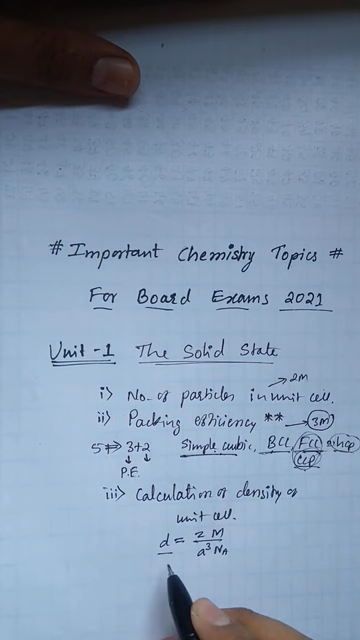 # Important Chemistry Topics #
For Board Exams 2021
Unit-1 The Solid State
→2M
i) No. of particles in unit cell.
ii) Packing efficiency ** → 3M
5 ⇒ 3+2 Simple cubic, BCC, FCC, hcp
↓ ↓ ccp
P.E.
iii) Calculation of density of
unit cell.
d = ZM / a³ NA